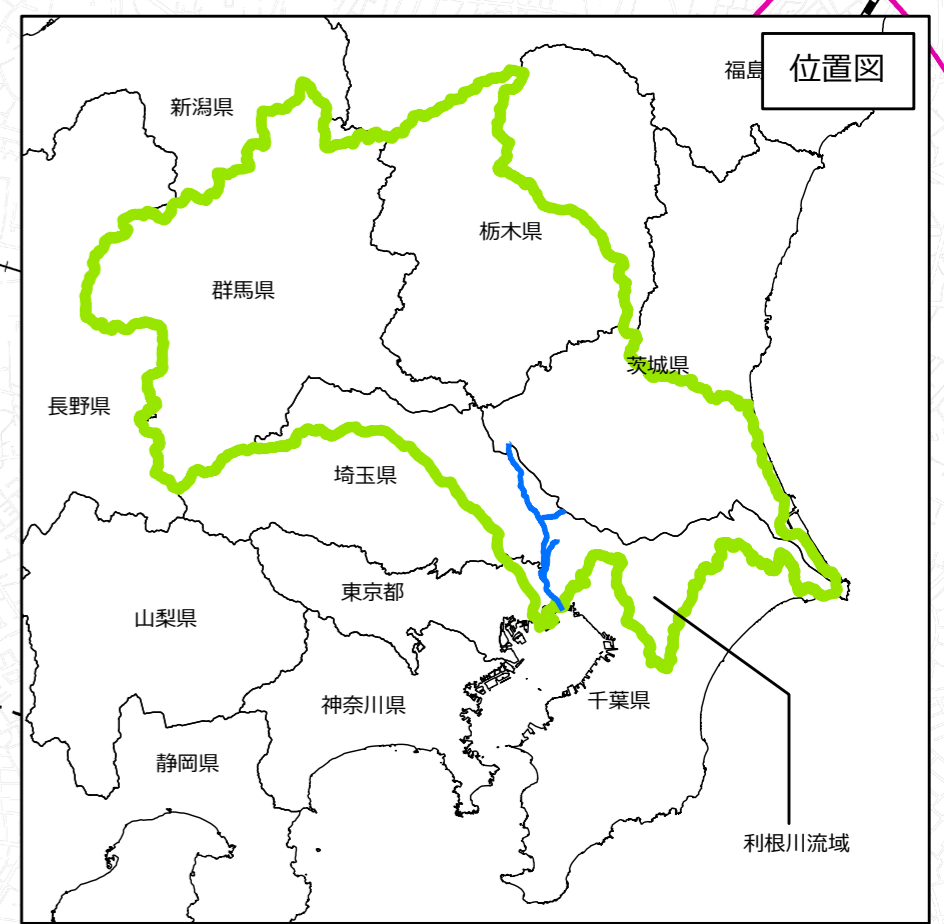 位置図
福島
新潟県
栃木県
群馬県
茨城県
長野県
埼玉県
東京都
山梨県
神奈川県
千葉県
静岡県
利根川流域